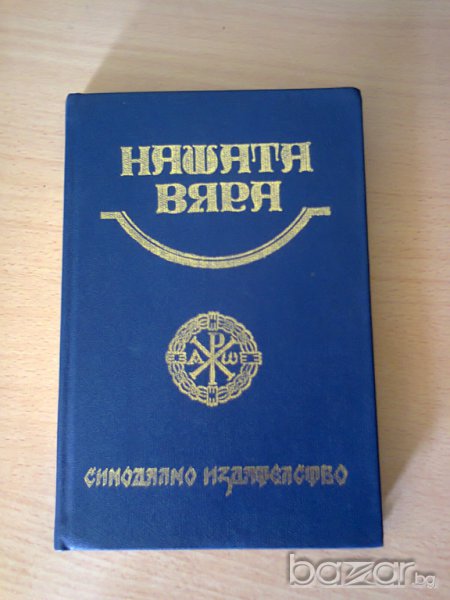 НАШАТА
ВЯРА
А Р Ω
СИНОДАЛНО ИЗДАТЕЛСТВО
bazar.bg